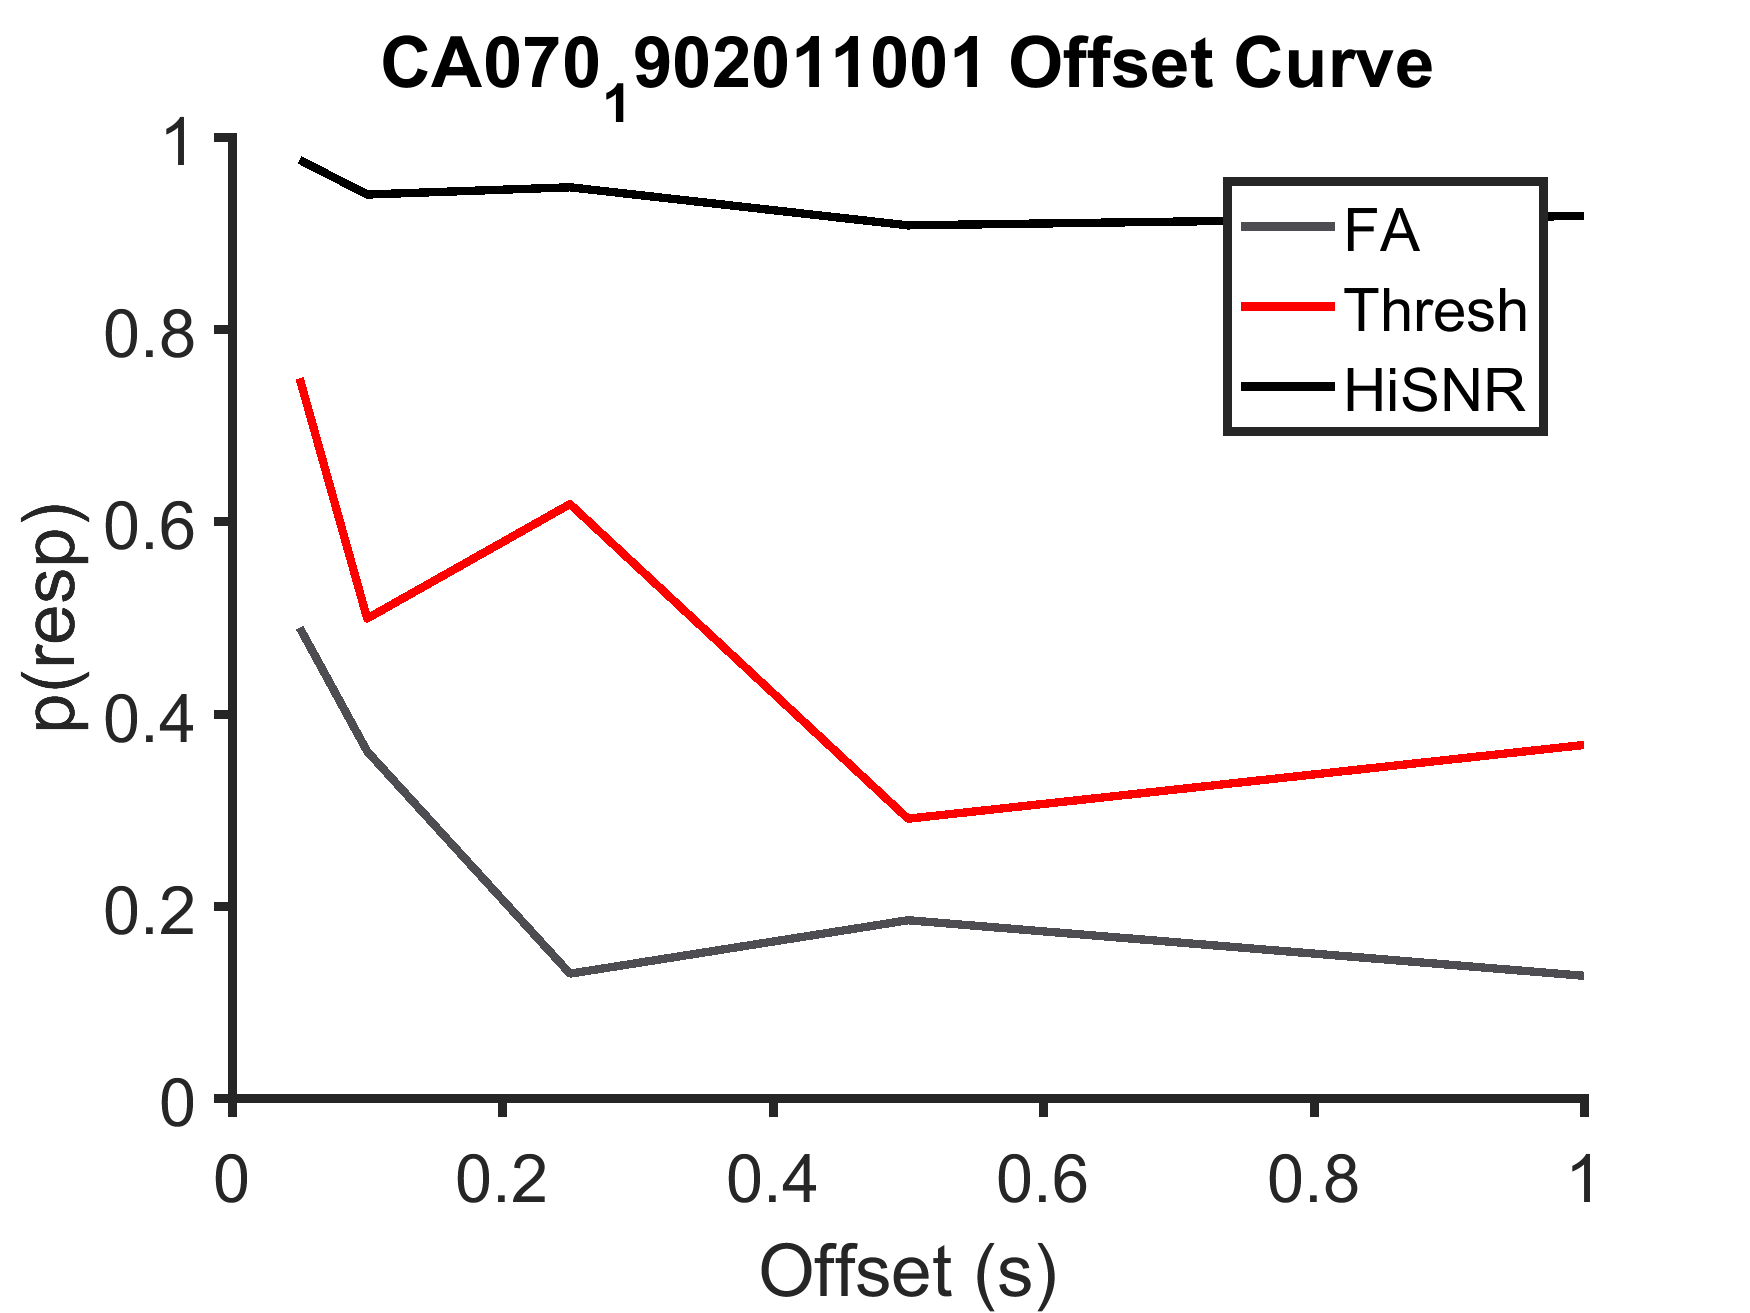 CA070₁902011001 Offset Curve
1
0.8
0.6
0.4
0.2
0
p(resp)
FA
Thresh
HiSNR
0 0.2 0.4 0.6 0.8 1
Offset (s)